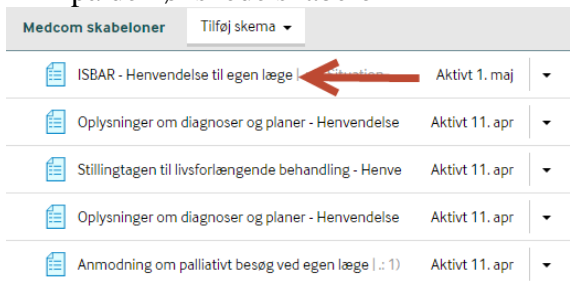 Medcom skabeloner Tilføj skema
ISBAR - Henvendelse til egen læge | Situation Aktivt 1. maj
Oplysninger om diagnoser og planer - Henvendelse Aktivt 11. apr
Stillingtagen til livsforlængende behandling - Henve Aktivt 11. apr
Oplysninger om diagnoser og planer - Henvendelse Aktivt 11. apr
Anmodning om palliativt besøg ved egen læge | .: 1) Aktivt 11. apr